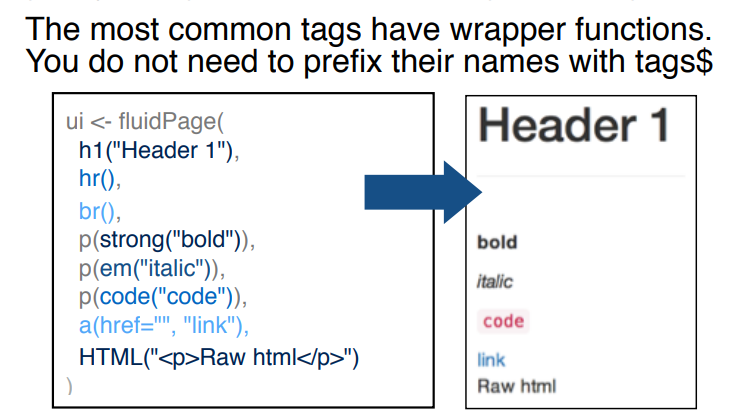 The most common tags have wrapper functions.
You do not need to prefix their names with tags$
ui <- fluidPage(
h1("Header 1"),
hr(),
br(),
p(strong("bold")),
p(em("italic")),
p(code("code")),
a(href="", "link"),
HTML("<p>Raw html</p>")
)
Header 1
bold
italic
code
link
Raw html